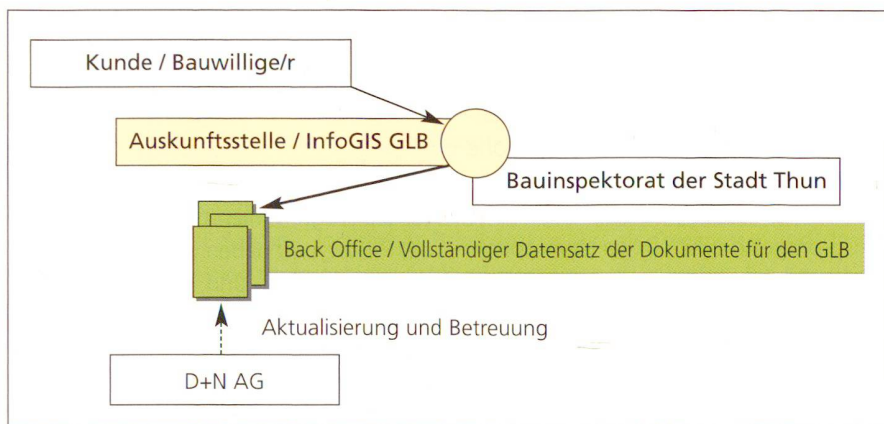 Kunde / Bauwillige/r
Auskunftsstelle / InfoGIS GLB
Bauinspektorat der Stadt Thun
Back Office / Vollständiger Datensatz der Dokumente für den GLB
Aktualisierung und Betreuung
D+N AG